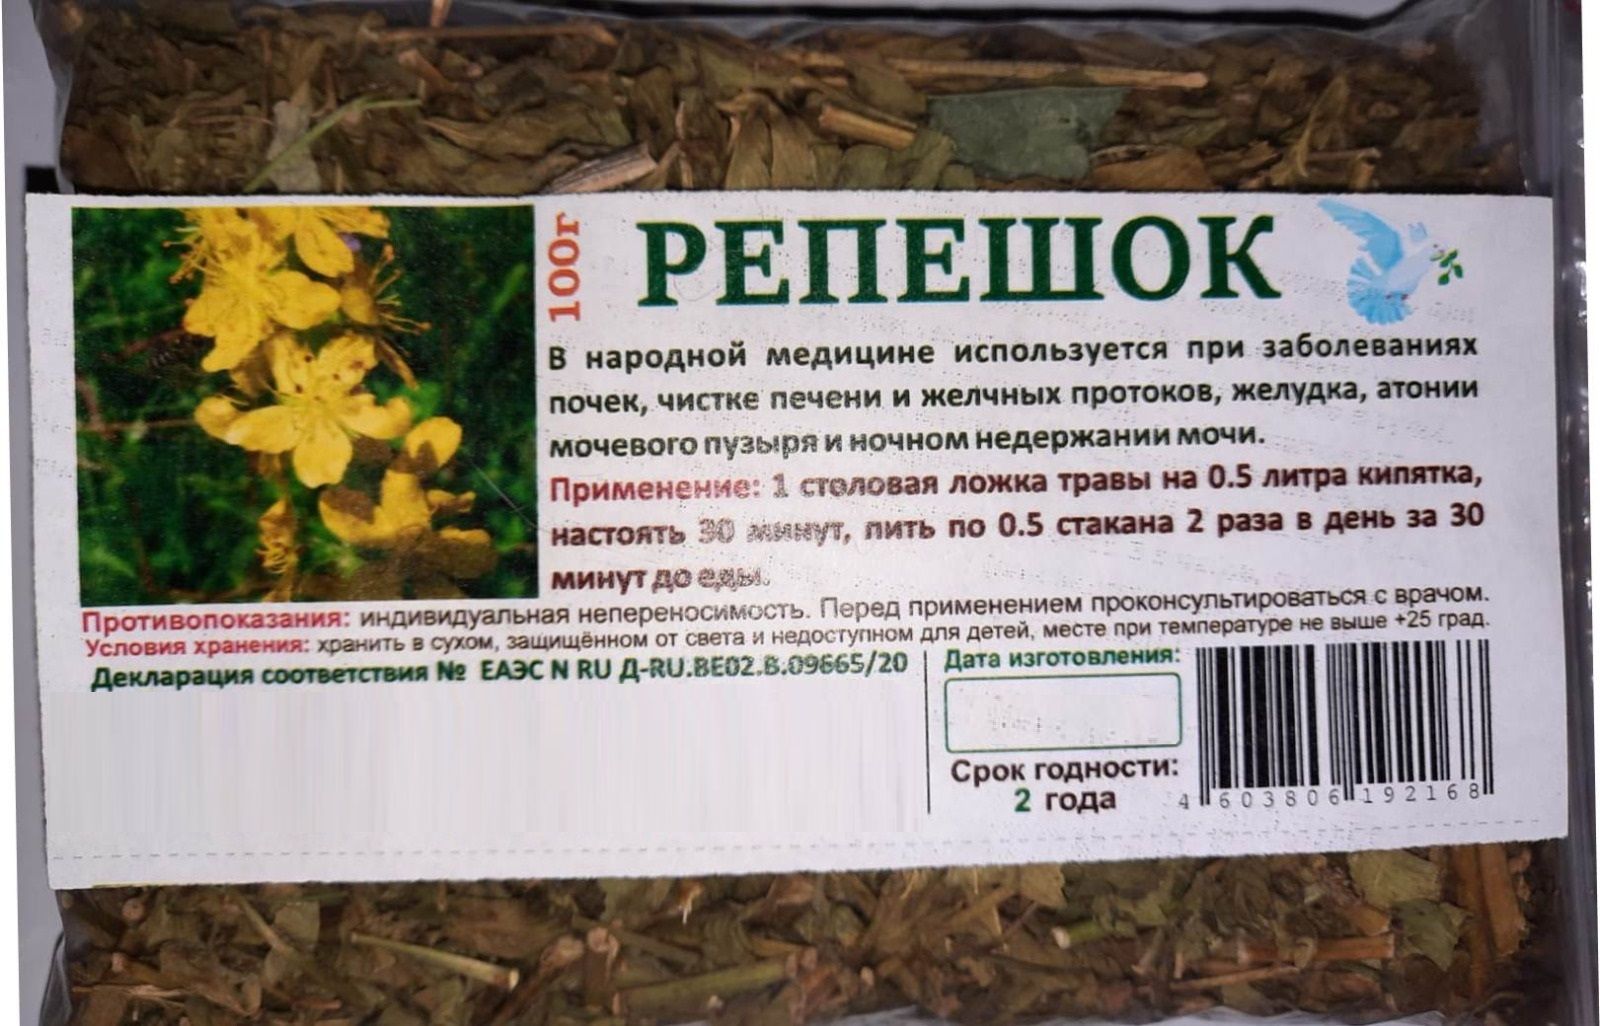 100г
РЕПЕШОК
В народной медицине используется при заболеваниях
почек, чистке печени и желчных протоков, желудка, атонии
мочевого пузыря и ночном недержании мочи.
Применение: 1 столовая ложка травы на 0.5 литра кипятка,
настоять 30 минут, пить по 0.5 стакана 2 раза в день за 30
минут до еды.
Противопоказания: индивидуальная непереносимость. Перед применением проконсультироваться с врачом.
Условия хранения: хранить в сухом, защищённом от света и недоступном для детей, месте при температуре не выше +25 град.
Декларация соответствия № ЕАЭС N RU Д-RU.ВЕ02.В.09665/20
Дата изготовления:
Срок годности:
2 года
4 603806 192168